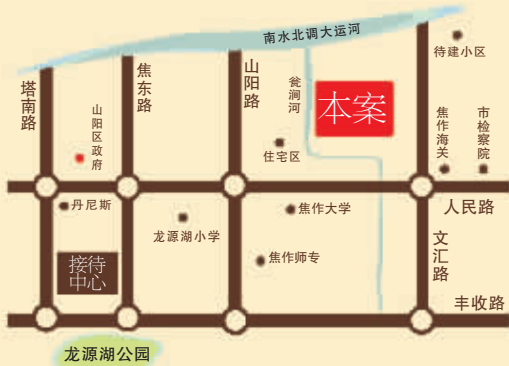 南水北调大运河
待建小区
塔南路
焦东路
山阳路
瓮涧河
本案
山阳区政府
住宅区
焦作海关
市检察院
丹尼斯
龙源湖小学
焦作大学
人民路
接待
中心
焦作师专
文汇路
丰收路
龙源湖公园